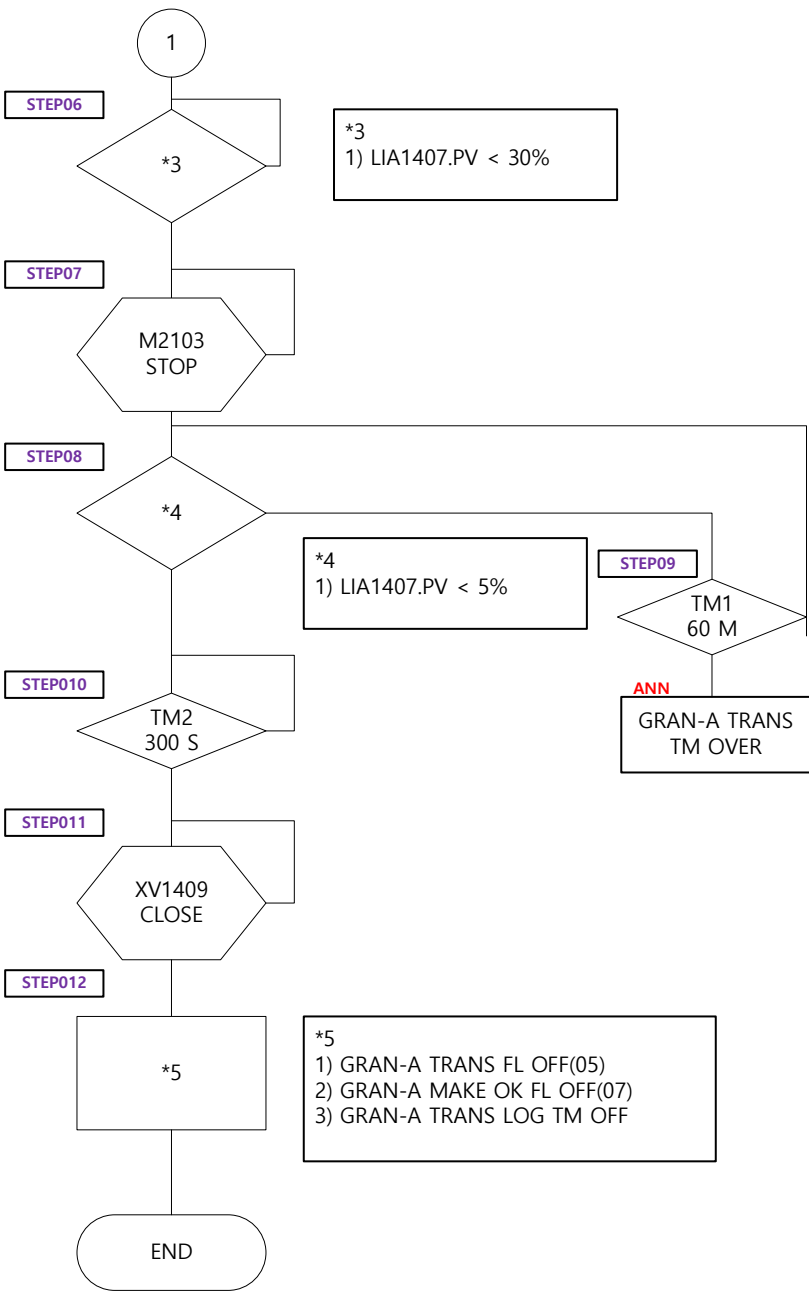 1
STEP06
*3
*3
1) LIA1407.PV < 30%
STEP07
M2103
STOP
STEP08
*4
*4
1) LIA1407.PV < 5%
STEP09
TM1
60 M
ANN
GRAN-A TRANS
TM OVER
STEP010
TM2
300 S
STEP011
XV1409
CLOSE
STEP012
*5
*5
1) GRAN-A TRANS FL OFF(05)
2) GRAN-A MAKE OK FL OFF(07)
3) GRAN-A TRANS LOG TM OFF
END